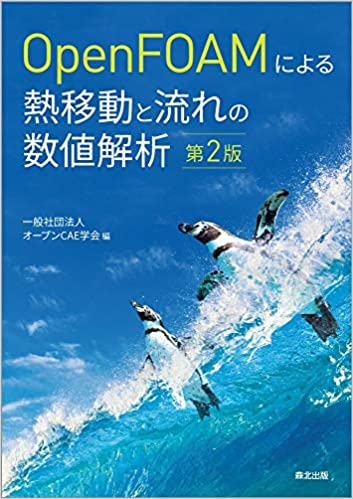 OpenFOAMによる
熱移動と流れの
数値解析 第2版
一般社団法人
オープンCAE学会 編
森北出版